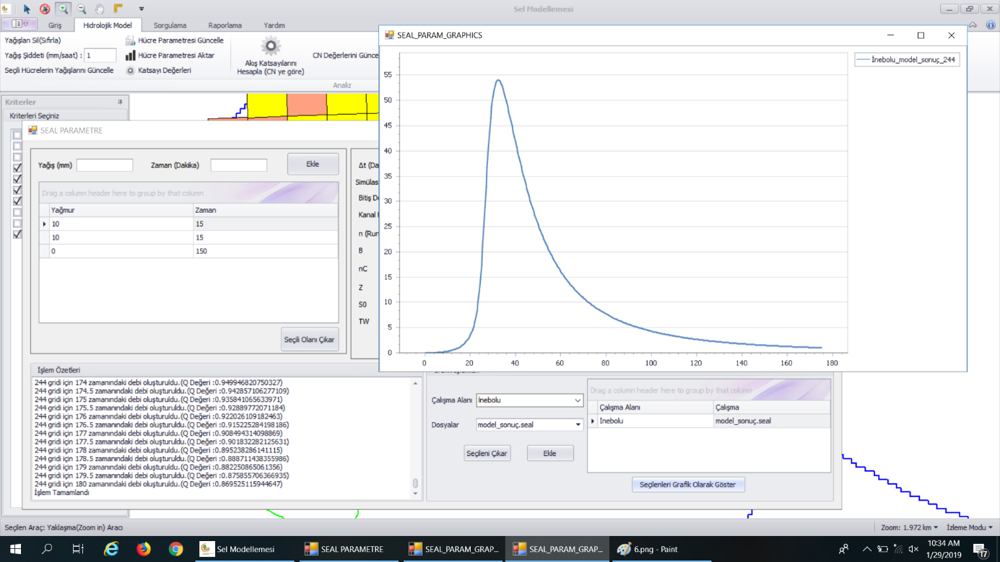 Sel Modellemesi
Giriş
Hidrolojik Model
Sorgulama
Raporlama
Yardım
Yağışları Sil(Sıfırla)
Yağış Şiddeti (mm/saat) : 1
Seçili Hücrelerin Yağışlarını Güncelle
Hücre Parametresi Güncelle
Hücre Parametresi Aktar
Katsayı Değerleri
Akış Katsayılarını
Hesapla (CN ye göre)
CN Değerlerini Günce
Analiz
Kriterler
Kriterleri Seçiniz
SEAL PARAMETRE
Yağış (mm)
Zaman (Dakika)
Ekle
Drag a column header here to group by that column
Yağmur Zaman
10 15
10 15
0 150
Seçili Olanı Çıkar
Δt (Da
Simülas
Bitiş De
Kanal
n (Run
B
nC
Z
S0
TW
SEAL_PARAM_GRAPHICS
İnebolu_model_sonuç_244
55
50
45
40
35
30
25
20
15
10
5
0
0 20 40 60 80 100 120 140 160 180
İşlem Özetleri
244 gridi için 174 zamanındaki debi oluşturuldu.(Q Değeri :0.949946820750327)
244 gridi için 174.5 zamanındaki debi oluşturuldu.(Q Değeri :0.942857106277109)
244 gridi için 175 zamanındaki debi oluşturuldu.(Q Değeri :0.935841065633971)
244 gridi için 175.5 zamanındaki debi oluşturuldu.(Q Değeri :0.92889772071184)
244 gridi için 176 zamanındaki debi oluşturuldu.(Q Değeri :0.922026109182463)
244 gridi için 176.5 zamanındaki debi oluşturuldu.(Q Değeri :0.915225284198186)
244 gridi için 177 zamanındaki debi oluşturuldu.(Q Değeri :0.908494314098869)
244 gridi için 177.5 zamanındaki debi oluşturuldu.(Q Değeri :0.901832282125631)
244 gridi için 178 zamanındaki debi oluşturuldu.(Q Değeri :0.895238286141115)
244 gridi için 178.5 zamanındaki debi oluşturuldu.(Q Değeri :0.888711438355986)
244 gridi için 179 zamanındaki debi oluşturuldu.(Q Değeri :0.882250865061356)
244 gridi için 179.5 zamanındaki debi oluşturuldu.(Q Değeri :0.875855706366935)
244 gridi için 180 zamanındaki debi oluşturuldu.(Q Değeri :0.869525115944647)
İşlem Tamamlandı
Çalışma Alanı İnebolu
Dosyalar model_sonuç.seal
Seçileni Çıkar
Ekle
Drag a column header here to group by that column
Çalışma Alanı Çalışma
İnebolu model_sonuç.seal
Seçilenleri Grafik Olarak Göster
Seçilen Araç: Yaklaşma(Zoom in) Aracı
Zoom: 1.972 km
İzleme Modu
Sel Modellemesi
SEAL PARAMETRE
SEAL_PARAM_GRAP...
SEAL_PARAM_GRAP...
6.png - Paint
10:34 AM
1/29/2019
17